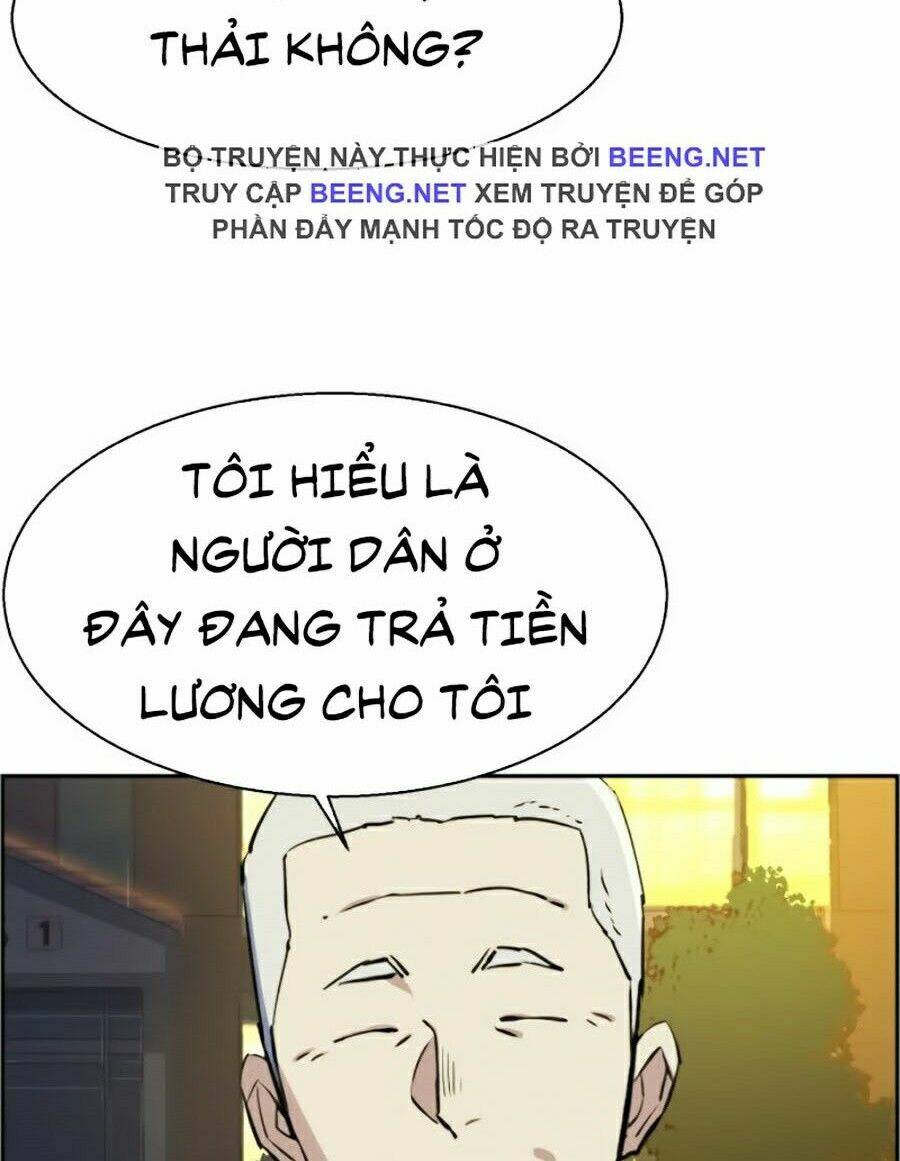 THẢI KHÔNG?
BỘ TRUYỆN NÀY THỰC HIỆN BỞI BEENG.NET
TRUY CẬP BEENG.NET XEM TRUYỆN ĐỂ GÓP
PHẦN ĐẨY MẠNH TỐC ĐỘ RA TRUYỆN
TÔI HIỂU LÀ
NGƯỜI DÂN Ở
ĐÂY ĐANG TRẢ TIỀN
LƯƠNG CHO TÔI
1